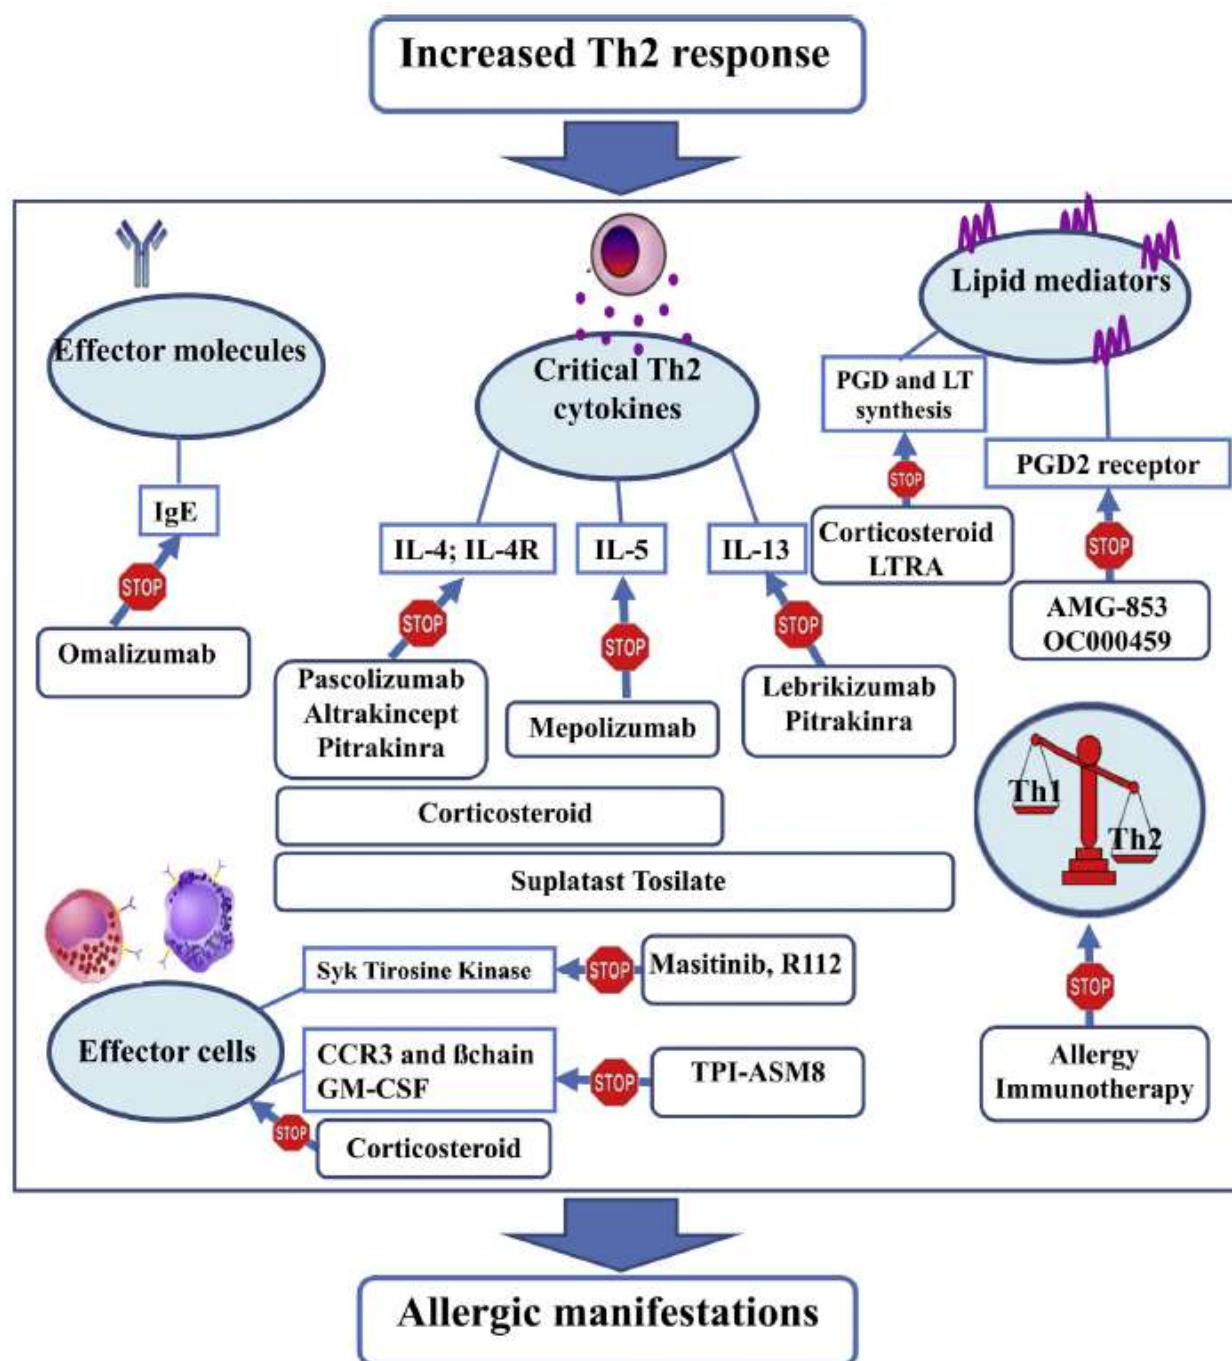 Increased Th2 response
Effector molecules
IgE
STOP
Omalizumab
Critical Th2
cytokines
IL-4; IL-4R
STOP
Pascolizumab
Altrakincept
Pitrakinra
IL-5
STOP
Mepolizumab
IL-13
STOP
Lebrikizumab
Pitrakinra
Corticosteroid
Suplatast Tosilate
Lipid mediators
PGD and LT
synthesis
STOP
Corticosteroid
LTRA
PGD2 receptor
STOP
AMG-853
OC000459
Th1
Th2
STOP
Allergy
Immunotherapy
Effector cells
Syk Tirosine Kinase
STOP
Masitinib, R112
CCR3 and ßchain
GM-CSF
STOP
TPI-ASM8
STOP
Corticosteroid
Allergic manifestations